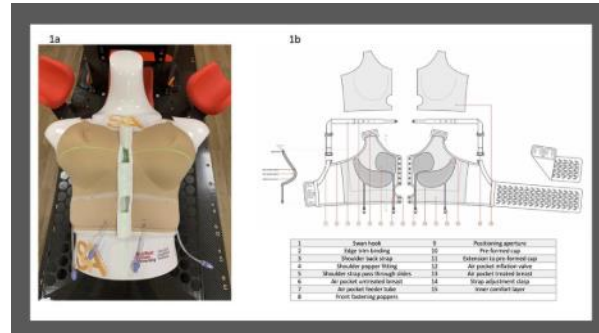 1a
1b
1 Swan hook 9 Positioning aperture
2 Edge trim binding 10 Pre-formed cup
3 Shoulder back strap 11 Extension to pre-formed cup
4 Shoulder popper fitting 12 Air pocket inflation valve
5 Shoulder strap pass through slides 13 Air pocket treated breast
6 Air pocket untreated breast 14 Strap adjustment clasp
7 Air pocket feeder tube 15 Inner comfort layer
8 Front fastening poppers